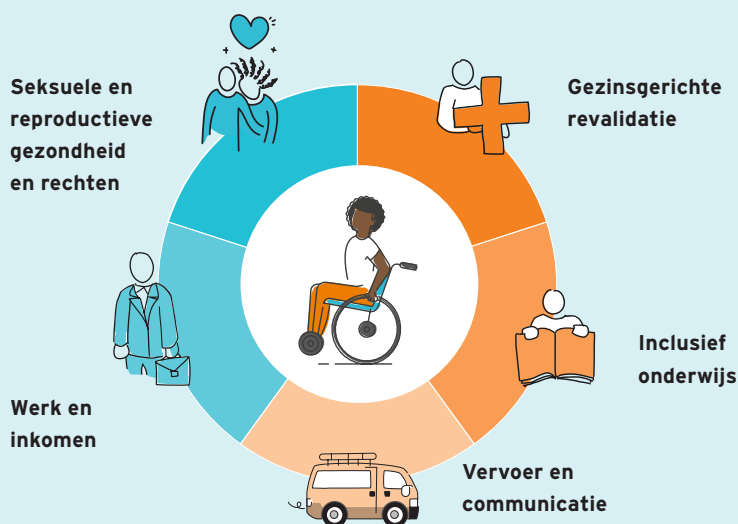 Seksuele en
reproductieve
gezondheid
en rechten
Gezinsgerichte
revalidatie
Inclusief
onderwijs
Werk en
inkomen
Vervoer en
communicatie